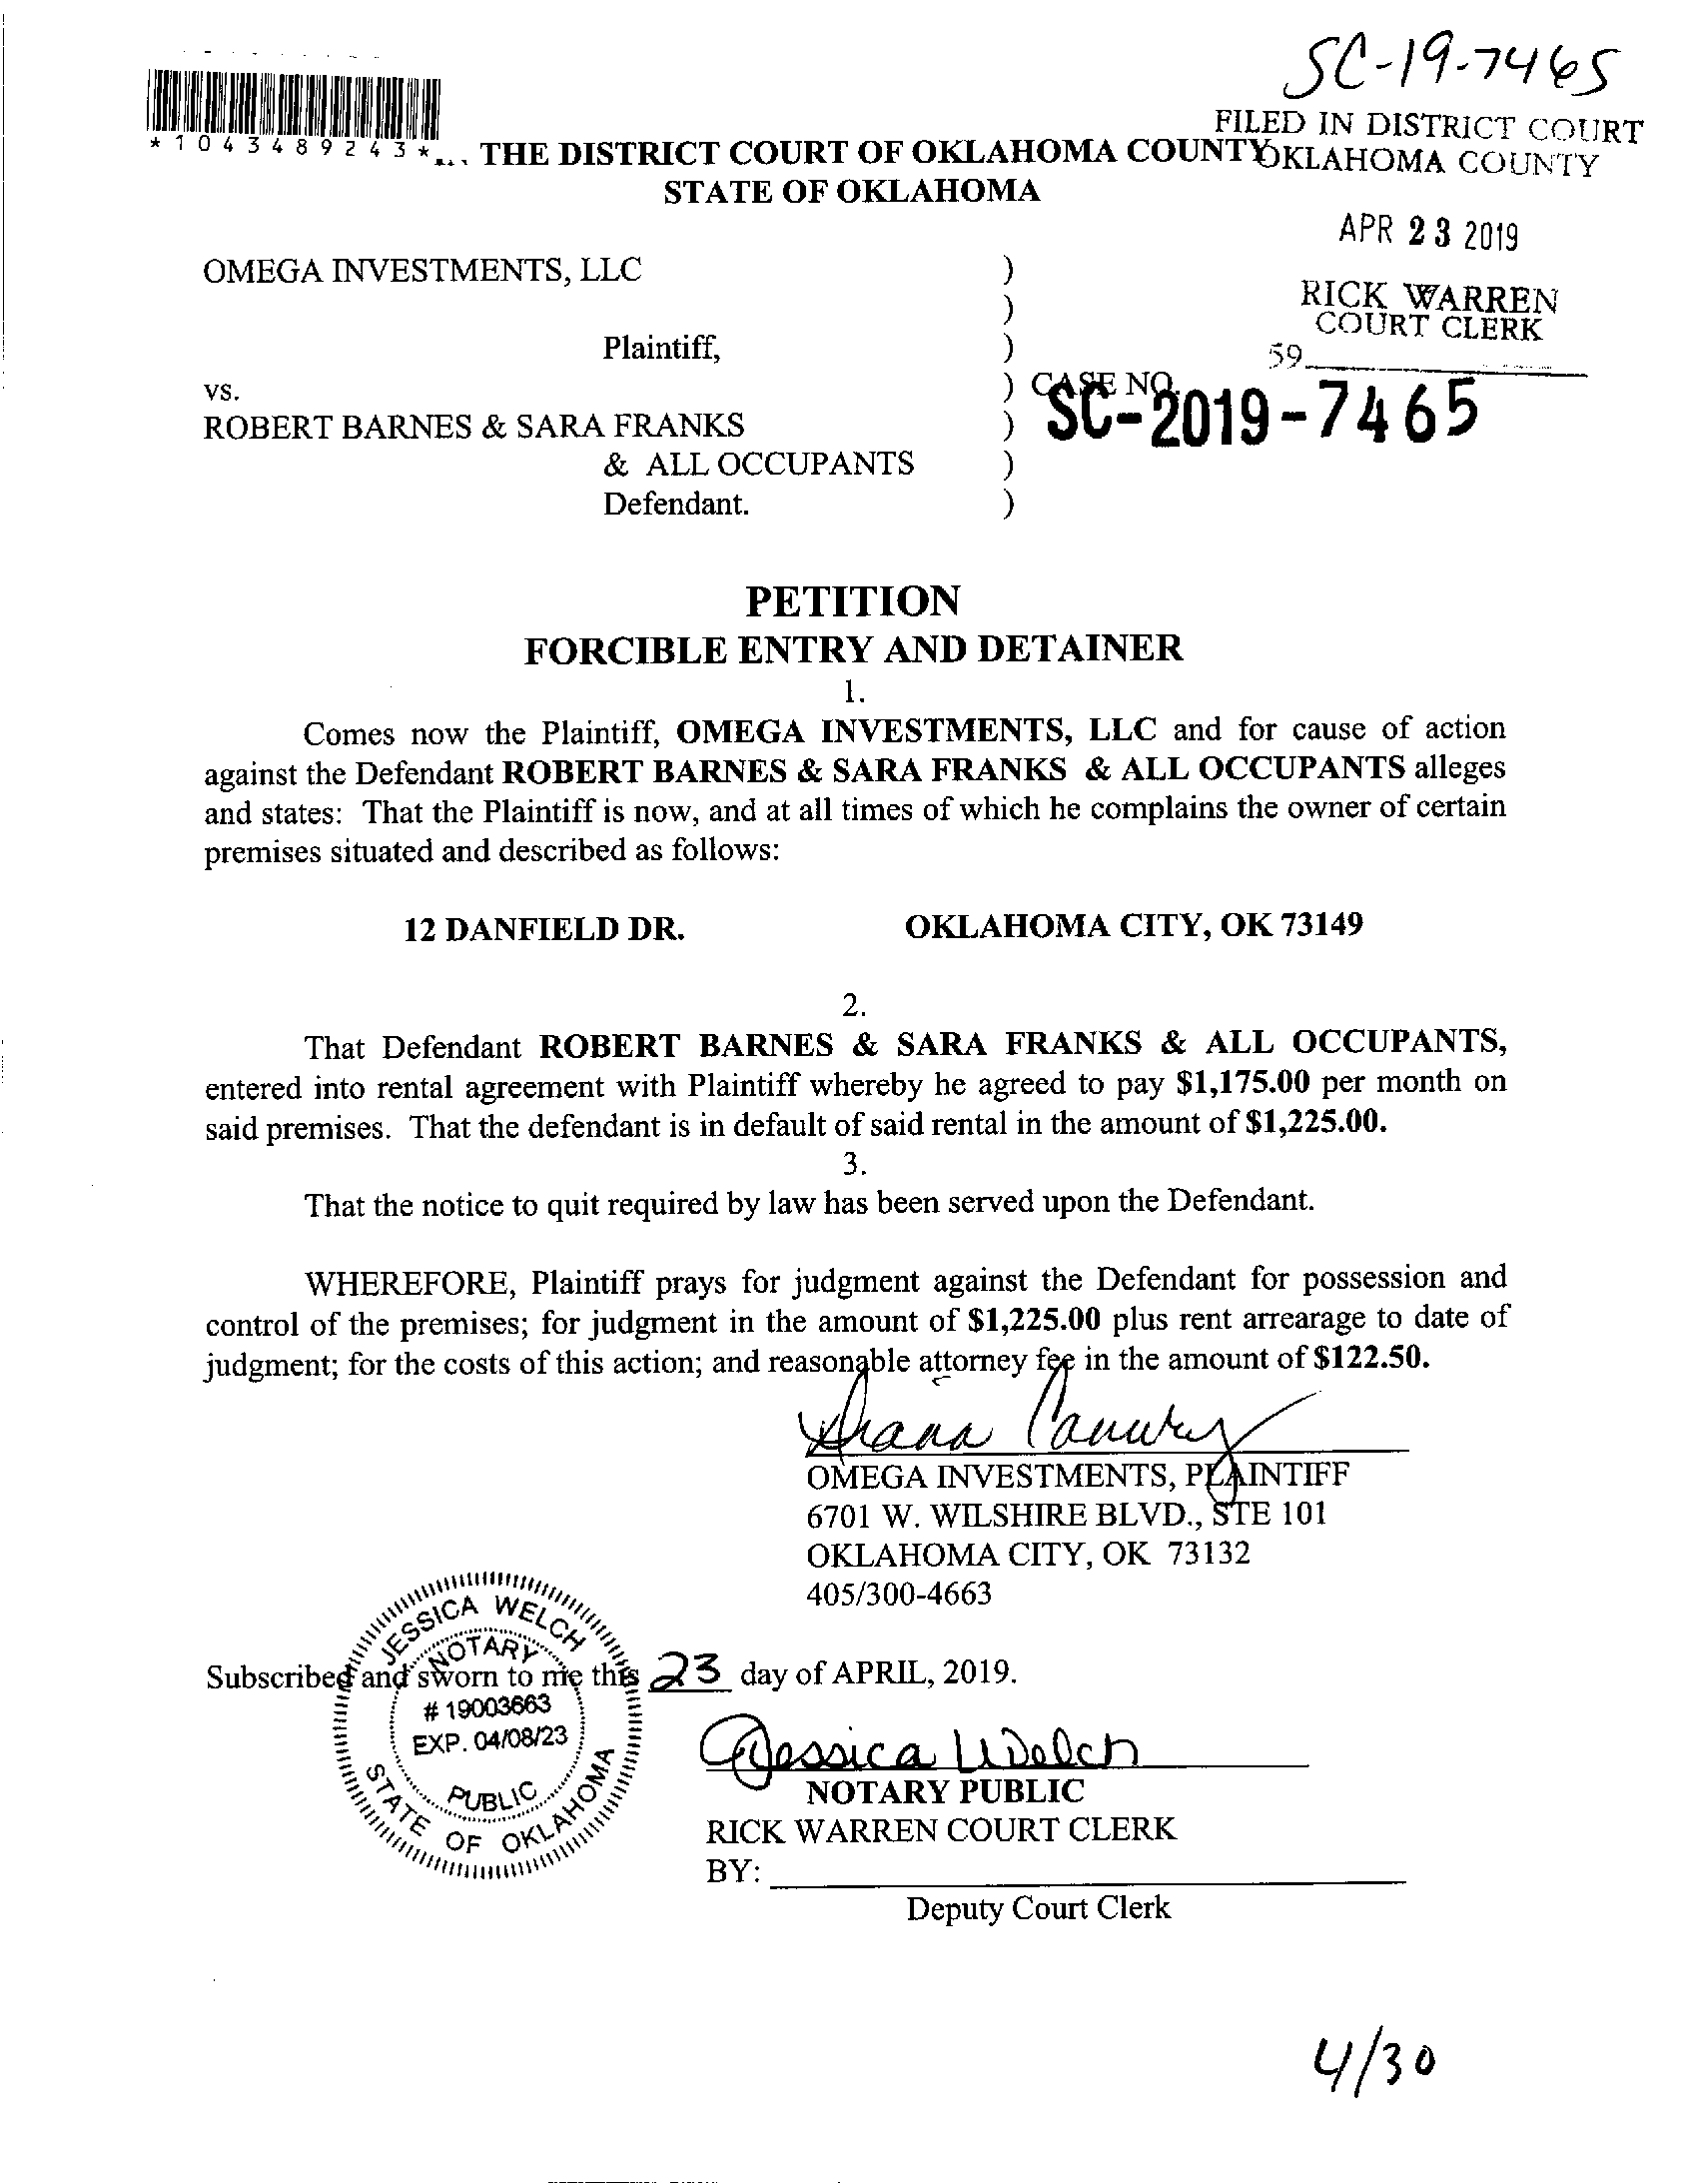 SC-19-7465
FILED IN DISTRICT COURT
OKLAHOMA COUNTY
*1043489243*
THE DISTRICT COURT OF OKLAHOMA COUNTY
STATE OF OKLAHOMA
APR 23 2019
OMEGA INVESTMENTS, LLC )
)
RICK WARREN
COURT CLERK
Plaintiff, )
59
vs. ) CASE NO.
SC-2019-7465
ROBERT BARNES & SARA FRANKS )
& ALL OCCUPANTS )
Defendant. )
PETITION
FORCIBLE ENTRY AND DETAINER
1.
Comes now the Plaintiff, OMEGA INVESTMENTS, LLC and for cause of action
against the Defendant ROBERT BARNES & SARA FRANKS & ALL OCCUPANTS alleges
and states: That the Plaintiff is now, and at all times of which he complains the owner of certain
premises situated and described as follows:
12 DANFIELD DR. OKLAHOMA CITY, OK 73149
2.
That Defendant ROBERT BARNES & SARA FRANKS & ALL OCCUPANTS,
entered into rental agreement with Plaintiff whereby he agreed to pay $1,175.00 per month on
said premises. That the defendant is in default of said rental in the amount of $1,225.00.
3.
That the notice to quit required by law has been served upon the Defendant.
WHEREFORE, Plaintiff prays for judgment against the Defendant for possession and
control of the premises; for judgment in the amount of $1,225.00 plus rent arrearage to date of
judgment; for the costs of this action; and reasonable attorney fee in the amount of $122.50.
OMEGA INVESTMENTS, PLAINTIFF
6701 W. WILSHIRE BLVD., STE 101
OKLAHOMA CITY, OK 73132
405/300-4663
JESSICA WELCH
NOTARY
Subscribed and sworn to me this 23 day of APRIL, 2019.
# 19003663
EXP. 04/08/23
PUBLIC
STATE OF OKLAHOMA
Jessica Welch
NOTARY PUBLIC
RICK WARREN COURT CLERK
BY:
Deputy Court Clerk
4/30